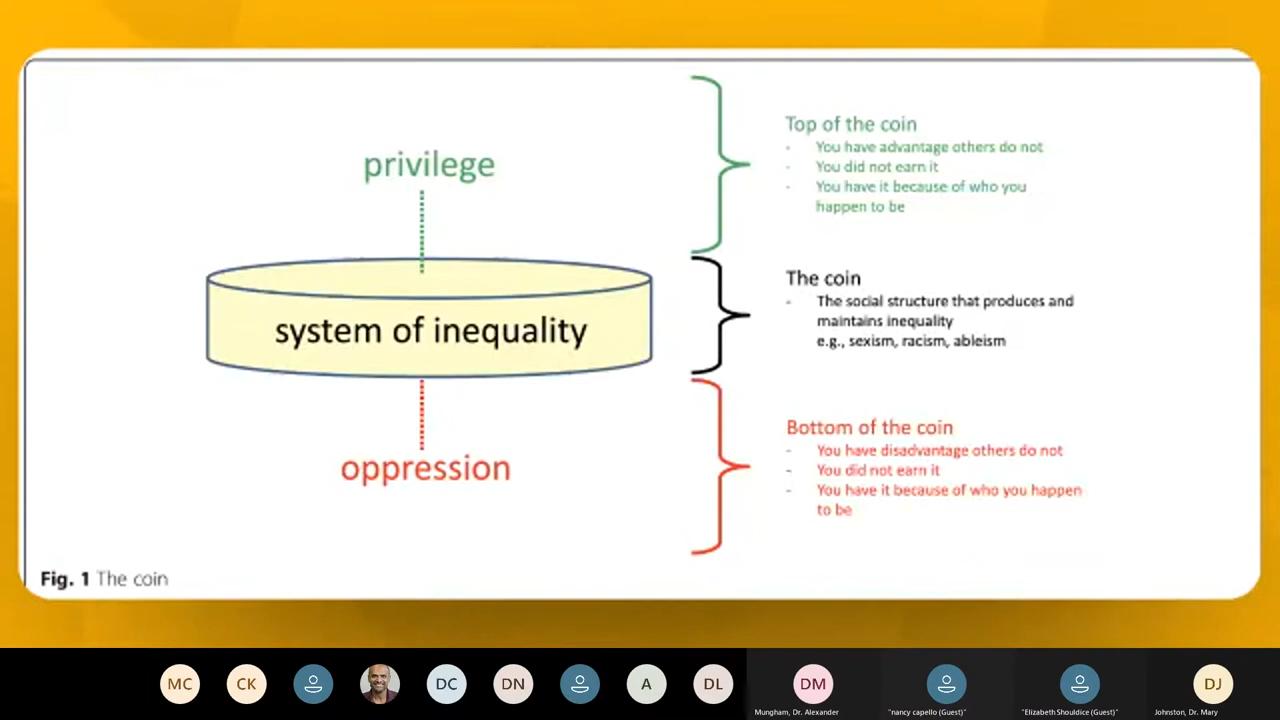 privilege
system of inequality
oppression
Top of the coin
- You have advantage others do not
- You did not earn it
- You have it because of who you
happen to be
The coin
- The social structure that produces and
maintains inequality
e.g., sexism, racism, ableism
Bottom of the coin
- You have disadvantage others do not
- You did not earn it
- You have it because of who you happen
to be
Fig. 1 The coin
MC
CK
DC
DN
A
DL
DM
DJ
Mungham, Dr. Alexander
"nancy capello (Guest)"
"Elizabeth Shouldice (Guest)"
Johnston, Dr. Mary